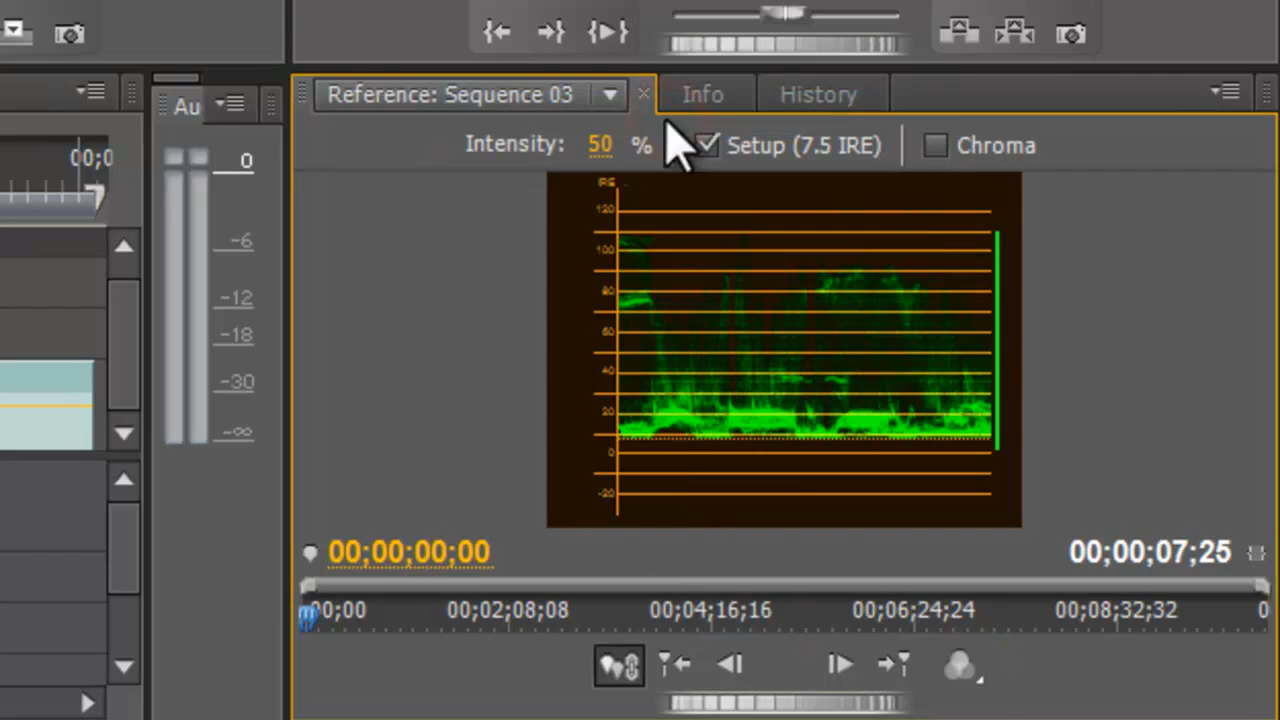 Reference: Sequence 03
Info
History
Au
Intensity: 50 %
Setup (7.5 IRE)
Chroma
00;0
0
-6
-12
-18
-30
-∞
IRE
120
100
80
60
40
20
0
-20
00;00;00;00
00;00;07;25
00;00
00;02;08;08
00;04;16;16
00;06;24;24
00;08;32;32
0